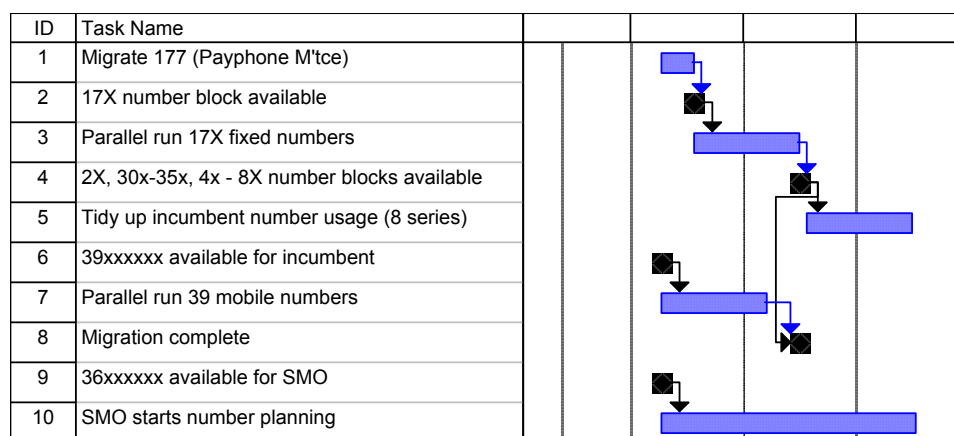 ID Task Name
1 Migrate 177 (Payphone M'tce)
2 17X number block available
3 Parallel run 17X fixed numbers
4 2X, 30x-35x, 4x - 8X number blocks available
5 Tidy up incumbent number usage (8 series)
6 39xxxxxx available for incumbent
7 Parallel run 39 mobile numbers
8 Migration complete
9 36xxxxxx available for SMO
10 SMO starts number planning